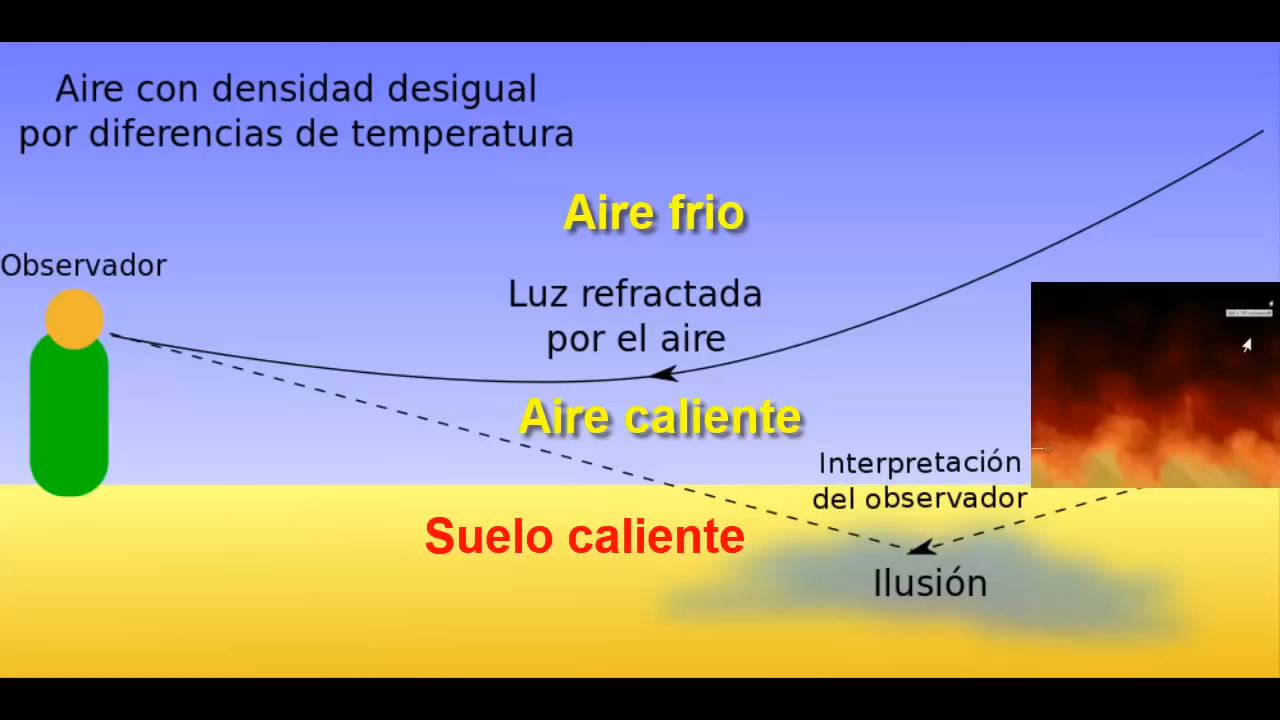 Aire con densidad desigual
por diferencias de temperatura
Aire frio
Observador
Luz refractada
por el aire
Aire caliente
Interpretación
del observador
Suelo caliente
Ilusión